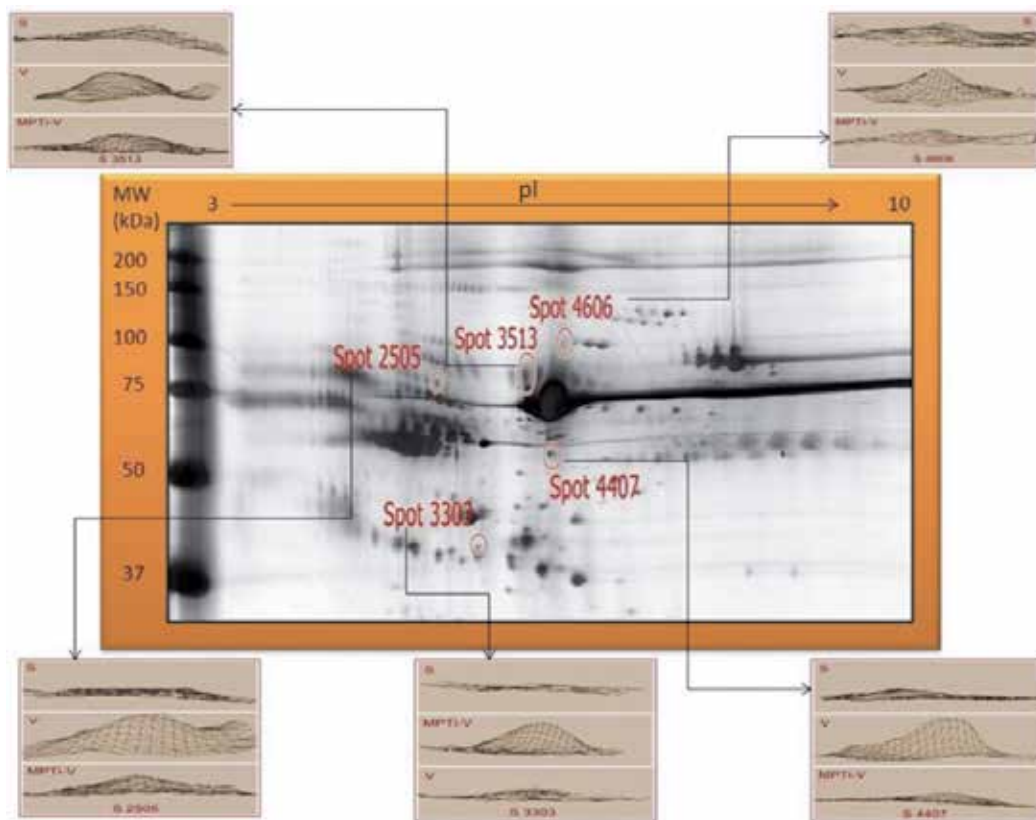 S
V
MPTi-V
S 3513
S
V
MPTi-V
MW
(kDa)
3
pI
10
200
150
100
75
50
37
Spot 4606
Spot 3513
Spot 2505
Spot 4407
Spot 3303
S
V
MPTi-V
S 2505
S
MPTi-V
V
S 3303
S
V
MPTi-V
S 4407